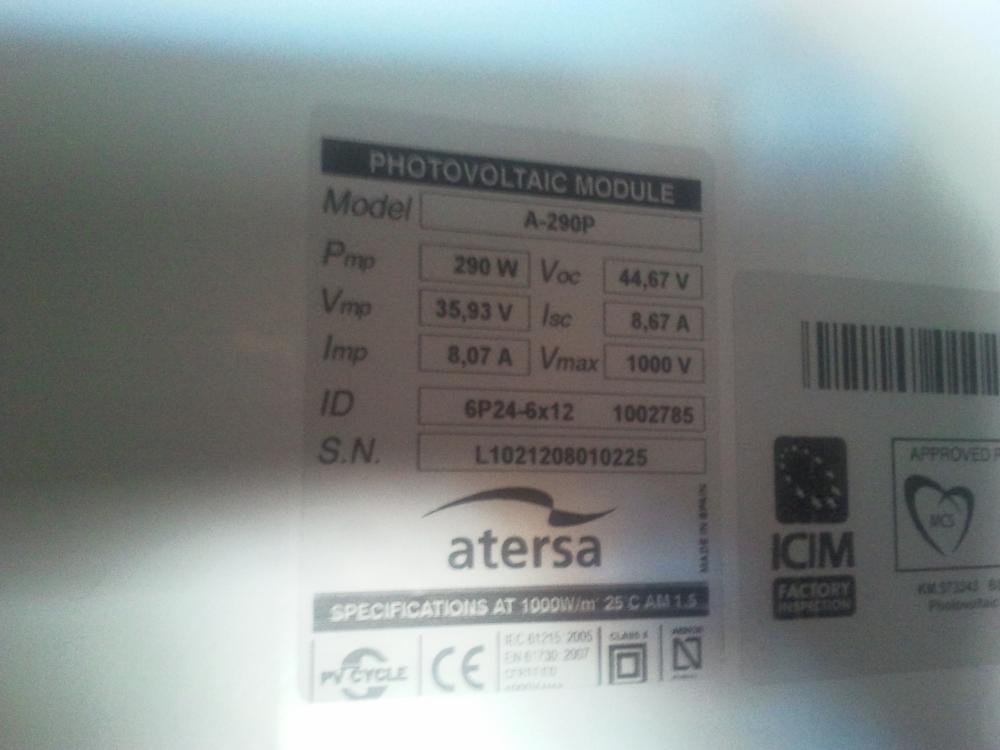 PHOTOVOLTAIC MODULE
Model A-290P
Pmp 290 W Voc 44,67 V
Vmp 35,93 V Isc 8,67 A
Imp 8,07 A Vmax 1000 V
ID 6P24-6x12 1002785
S.N. L1021208010225
atersa
MADE IN SPAIN
SPECIFICATIONS AT 1000W/m² 25 C AM 1.5
PV CYCLE
CE
IEC 61215: 2005
EN 61730: 2007
CERTIFIED
CLASS II
ICIM
FACTORY
INSPECTION
APPROVED
MCS
Photovoltaic